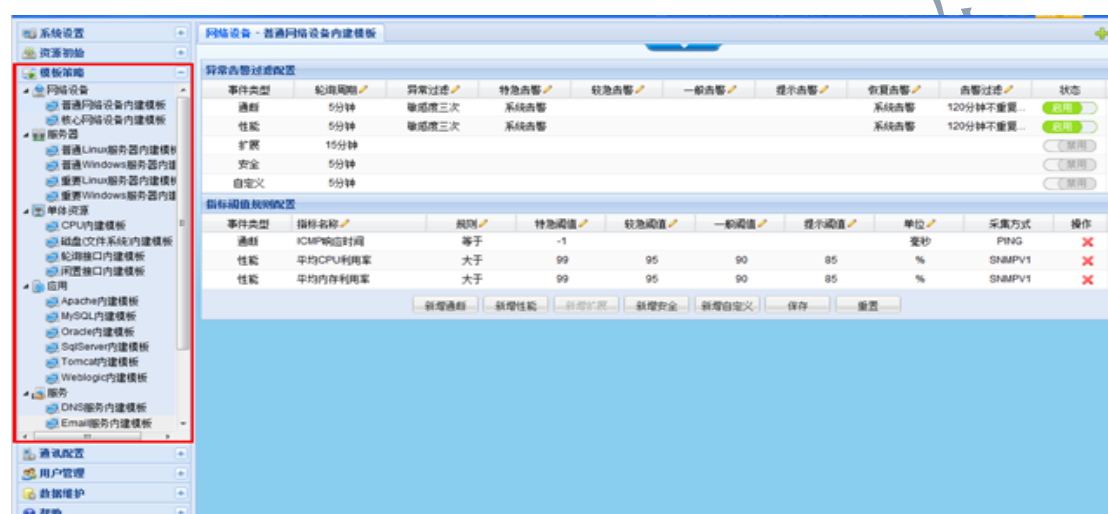 系统设置
资源初始
模板策略
网络设备
普通网络设备内建模板
核心网络设备内建模板
服务器
普通Linux服务器内建模
普通Windows服务器内建
重要Linux服务器内建模
重要Windows服务器内建
单体资源
CPU内建模板
磁盘(文件系统)内建模板
轮询接口内建模板
闲置接口内建模板
应用
Apache内建模板
MySQL内建模板
Oracle内建模板
SqlServer内建模板
Tomcat内建模板
Weblogic内建模板
服务
DNS服务内建模板
Email服务内建模板
通讯配置
用户管理
数据维护
帮助
网络设备 - 普通网络设备内建模板
异常告警过滤配置
事件类型 轮询周期 异常过滤 特急告警 较急告警 一般告警 提示告警 恢复告警 告警过滤 状态
通断 5分钟 敏感度三次 系统告警 系统告警 120分钟不重复... 启用
性能 5分钟 敏感度三次 系统告警 系统告警 120分钟不重复... 启用
扩展 15分钟 禁用
安全 5分钟 禁用
自定义 5分钟 禁用
指标阈值规则配置
事件类型 指标名称 规则 特急阈值 较急阈值 一般阈值 提示阈值 单位 采集方式 操作
通断 ICMP响应时间 等于 -1 毫秒 PING
性能 平均CPU利用率 大于 99 95 90 85 % SNMPV1
性能 平均内存利用率 大于 99 95 90 85 % SNMPV1
新增通断 新增性能 新增扩展 新增安全 新增自定义 保存 重置